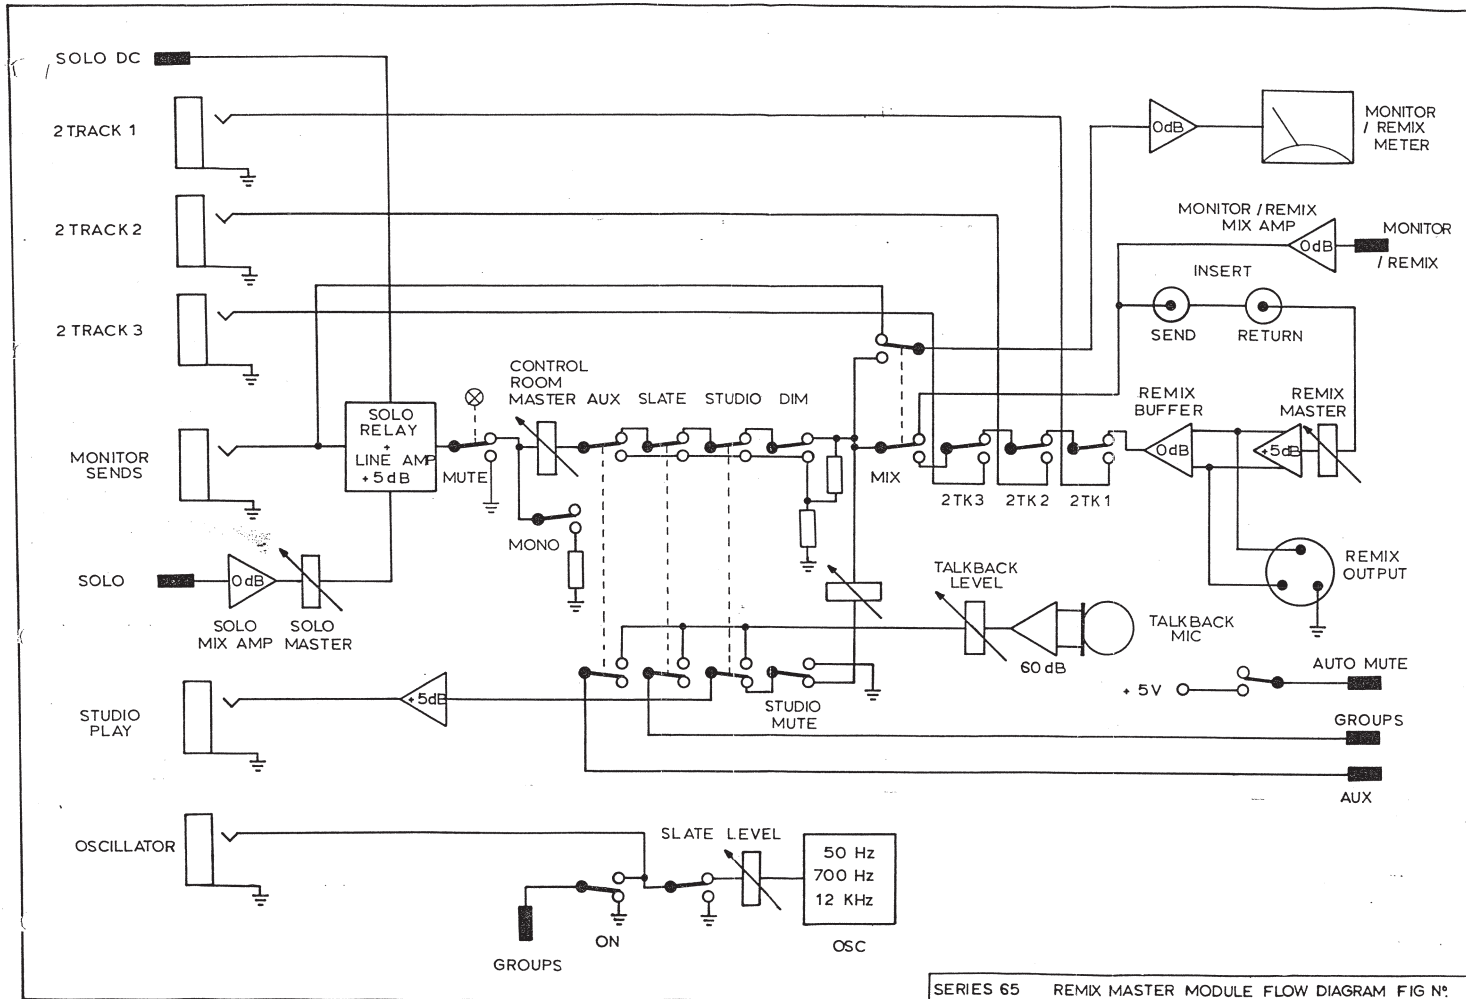 SOLO DC
2 TRACK 1
MONITOR
/ REMIX
METER
0dB
2 TRACK 2
MONITOR / REMIX
MIX AMP
0dB
MONITOR
/ REMIX
INSERT
SEND
RETURN
2 TRACK 3
CONTROL
ROOM
MASTER
AUX
SLATE
STUDIO
DIM
REMIX
BUFFER
REMIX
MASTER
SOLO
RELAY
+
LINE AMP
+5dB
MONITOR
SENDS
MUTE
MIX
2TK3
2TK2
2TK1
0dB
+5dB
MONO
REMIX
OUTPUT
SOLO
0dB
SOLO
MIX AMP
SOLO
MASTER
TALKBACK
LEVEL
60dB
TALKBACK
MIC
AUTO MUTE
+ 5V
STUDIO
PLAY
+5dB
STUDIO
MUTE
GROUPS
AUX
OSCILLATOR
SLATE LEVEL
50 Hz
700 Hz
12 KHz
OSC
ON
GROUPS
SERIES 65 REMIX MASTER MODULE FLOW DIAGRAM FIG Nº.